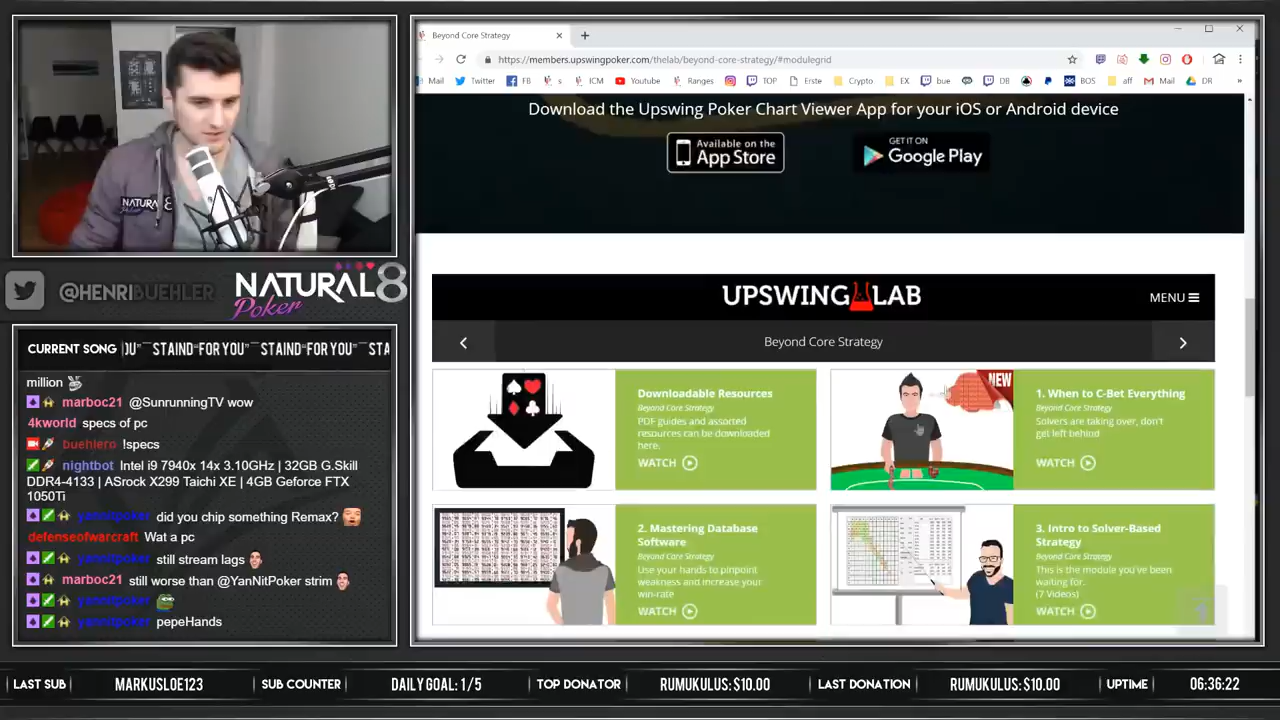 Beyond Core Strategy
https://members.upswingpoker.com/thelab/beyond-core-strategy/#modulegrid
Mail Twitter FB s ICM Youtube Ranges TOP Erste Crypto EX bue DB BOS aff Mail DR
Download the Upswing Poker Chart Viewer App for your iOS or Android device
Available on the
App Store
GET IT ON
Google Play
NATURAL8
@HENRIBUEHLER
NATURAL8
Poker
UPSWING LAB
MENU
Beyond Core Strategy
CURRENT SONG
STAIND"FOR YOU" STAIND"FOR YOU" STA
million
marboc21 @SunrunningTV wow
4kworld specs of pc
buehlero !specs
nightbot Intel i9 7940x 14x 3.10GHz | 32GB G.Skill
DDR4-4133 | ASrock X299 Taichi XE | 4GB Geforce FTX
1050Ti
yannitpoker did you chip something Remax?
defenseofwarcraft Wat a pc
yannitpoker still stream lags
marboc21 still worse than @YanNitPoker strim
yannitpoker
yannitpoker pepeHands
Downloadable Resources
Beyond Core Strategy
PDF guides and assorted
resources can be downloaded
here.
WATCH
NEW
1. When to C-Bet Everything
Beyond Core Strategy
Solvers are taking over, don't
get left behind
WATCH
2. Mastering Database
Software
Beyond Core Strategy
Use your hands to pinpoint
weakness and increase your
win-rate
WATCH
3. Intro to Solver-Based
Strategy
Beyond Core Strategy
This is the module you've been
waiting for.
(7 Videos)
WATCH
LAST SUB MARKUSLOE123 SUB COUNTER DAILY GOAL: 1/5 TOP DONATOR RUMUKULUS: $10.00 LAST DONATION RUMUKULUS: $10.00 UPTIME 06:36:22